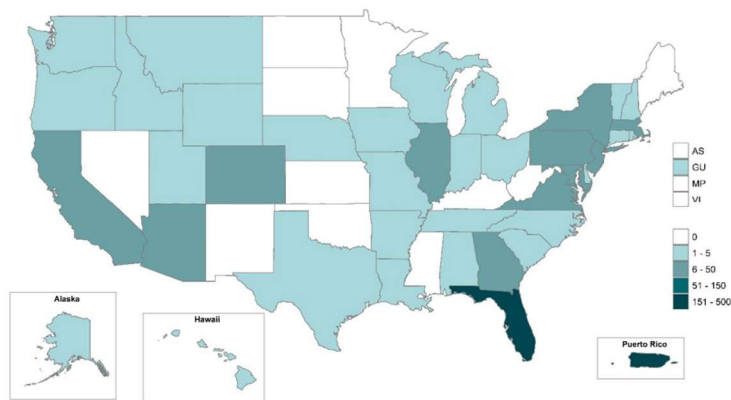 AS
GU
MP
VI
0
1 - 5
6 - 50
51 - 150
151 - 500
Alaska
Hawaii
Puerto Rico